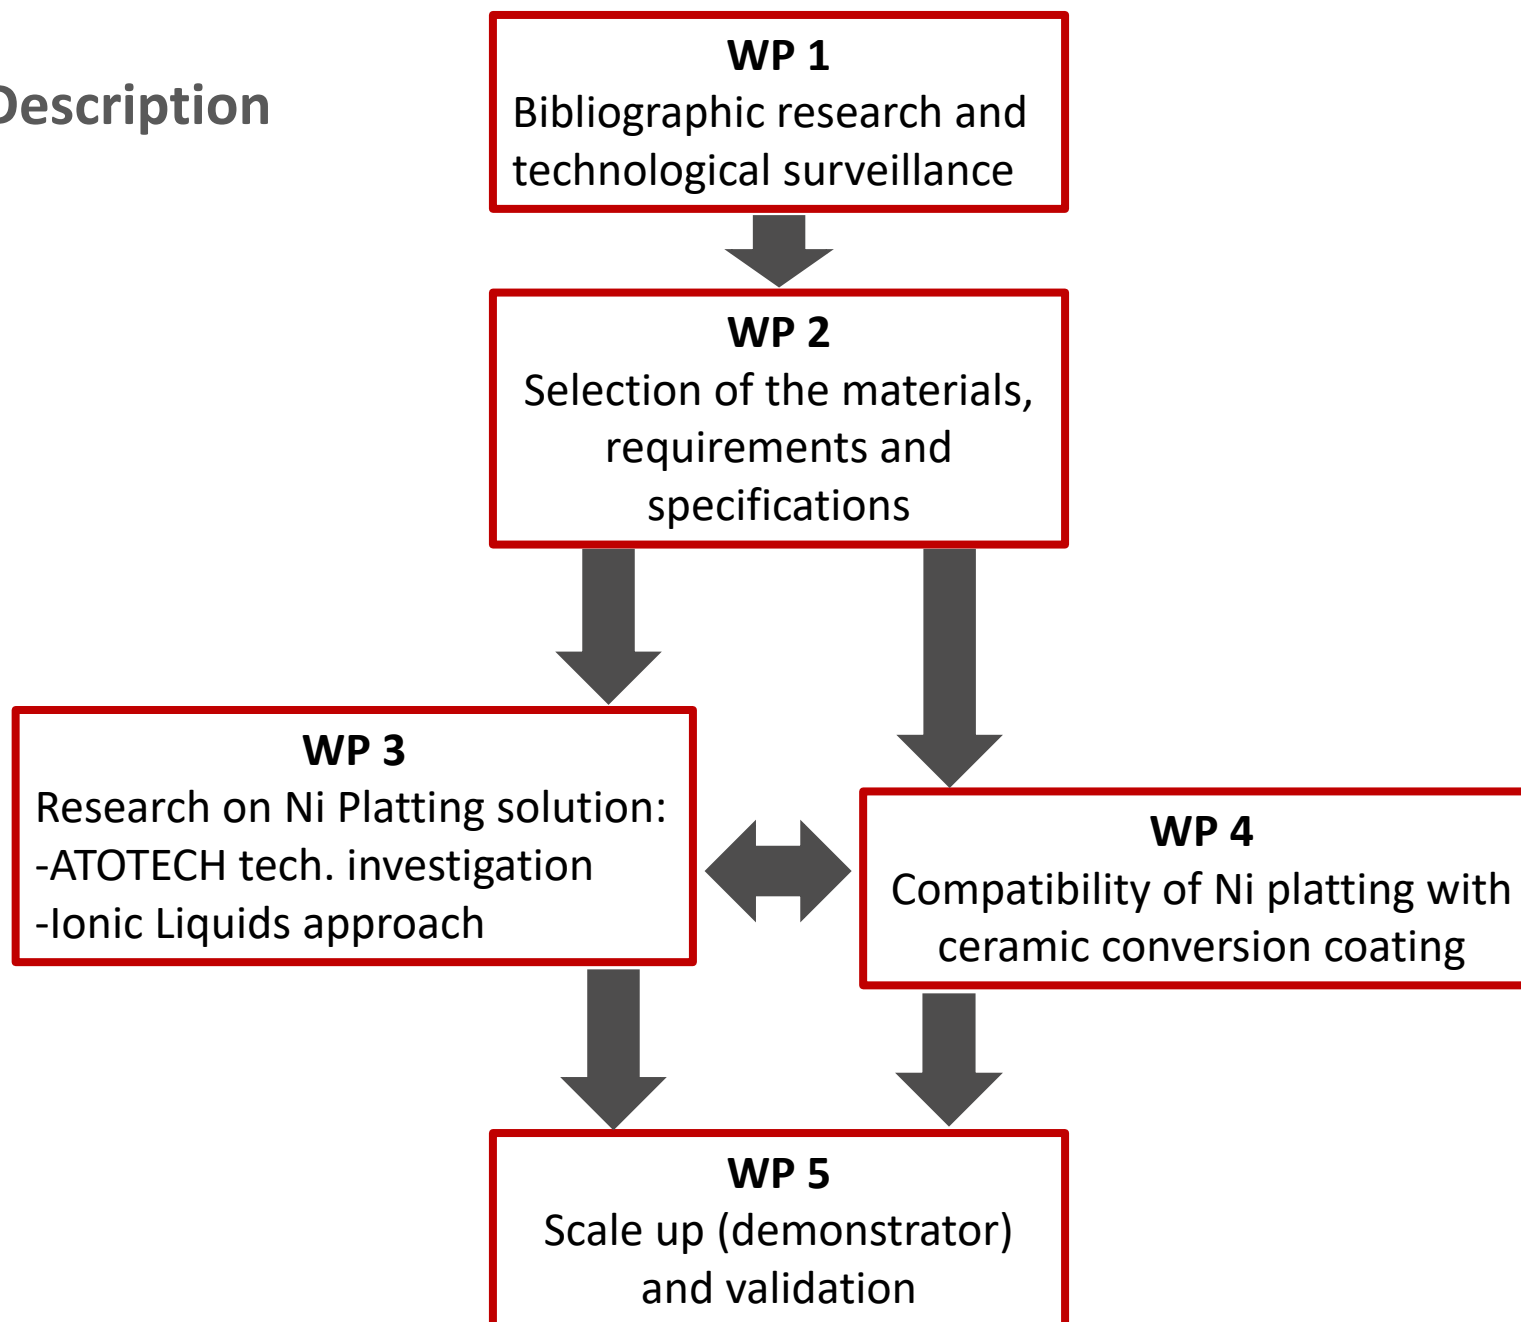 Description
WP 1
Bibliographic research and
technological surveillance
WP 2
Selection of the materials,
requirements and
specifications
WP 3
Research on Ni Platting solution:
-ATOTECH tech. investigation
-Ionic Liquids approach
WP 4
Compatibility of Ni platting with
ceramic conversion coating
WP 5
Scale up (demonstrator)
and validation